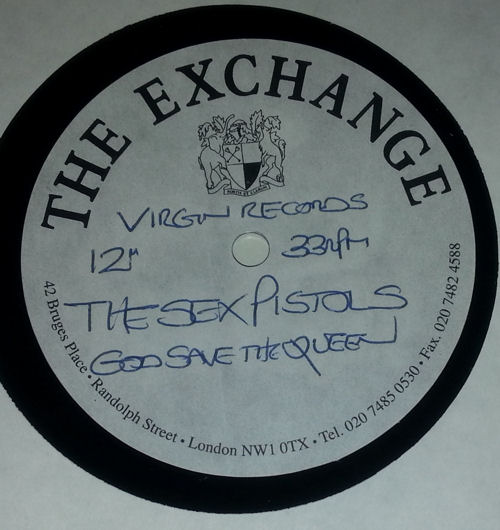 THE EXCHANGE
VIRGIN RECORDS
12" 33rpm
THE SEX PISTOLS
GOD SAVE THE QUEEN
42 Bruges Place • Randolph Street • London NW1 0TX • Tel. 020 7485 0530 • Fax. 020 7482 4588